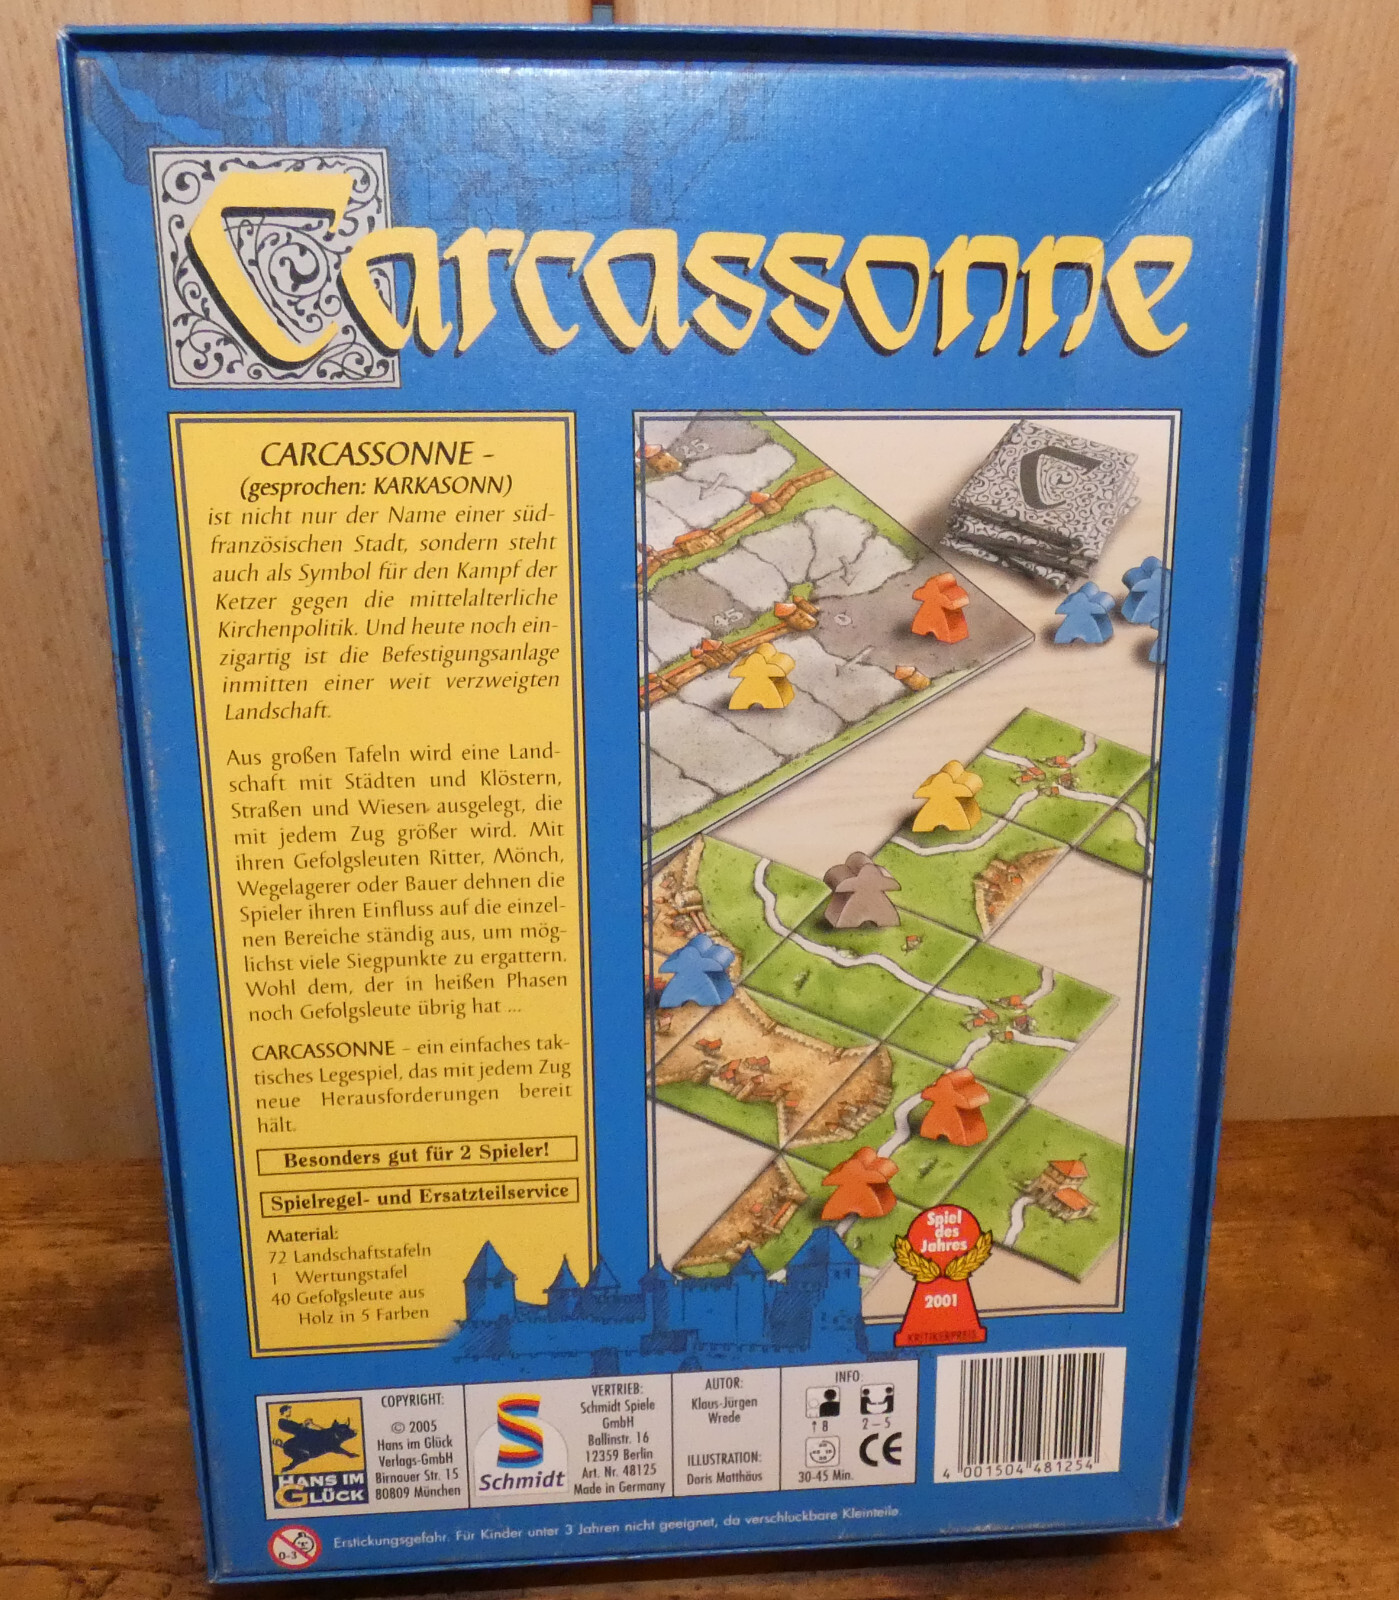 Carcassonne
CARCASSONNE -
(gesprochen: KARKASONN)
ist nicht nur der Name einer süd-
französischen Stadt, sondern steht
auch als Symbol für den Kampf der
Ketzer gegen die mittelalterliche
Kirchenpolitik. Und heute noch ein-
zigartig ist die Befestigungsanlage
inmitten einer weit verzweigten
Landschaft.
Aus großen Tafeln wird eine Land-
schaft mit Städten und Klöstern,
Straßen und Wiesen ausgelegt, die
mit jedem Zug größer wird. Mit
ihren Gefolgsleuten Ritter, Mönch,
Wegelagerer oder Bauer dehnen die
Spieler ihren Einfluss auf die einzel-
nen Bereiche ständig aus, um mög-
lichst viele Siegpunkte zu ergattern.
Wohl dem, der in heißen Phasen
noch Gefolgsleute übrig hat ...
CARCASSONNE – ein einfaches tak-
tisches Legespiel, das mit jedem Zug
neue Herausforderungen bereit
hält.
Besonders gut für 2 Spieler!
Spielregel- und Ersatzteilservice
Material:
72 Landschaftstafeln
1 Wertungstafel
40 Gefolgsleute aus
Holz in 5 Farben
C
45
0
Spiel
des
Jahres
2001
KRITIKERPREIS
HANS IM
GLÜCK
COPYRIGHT:
© 2005
Hans im Glück
Verlags-GmbH
Birnauer Str. 15
80809 München
Schmidt
VERTRIEB:
Schmidt Spiele
GmbH
Ballinstr. 16
12359 Berlin
Art. Nr. 48125
Made in Germany
AUTOR:
Klaus-Jürgen
Wrede
ILLUSTRATION:
Doris Matthäus
INFO:
↑ 8
2 – 5
30-45 Min.
CE
4 001504 481254
0-3
Erstickungsgefahr. Für Kinder unter 3 Jahren nicht geeignet, da verschluckbare Kleinteile.